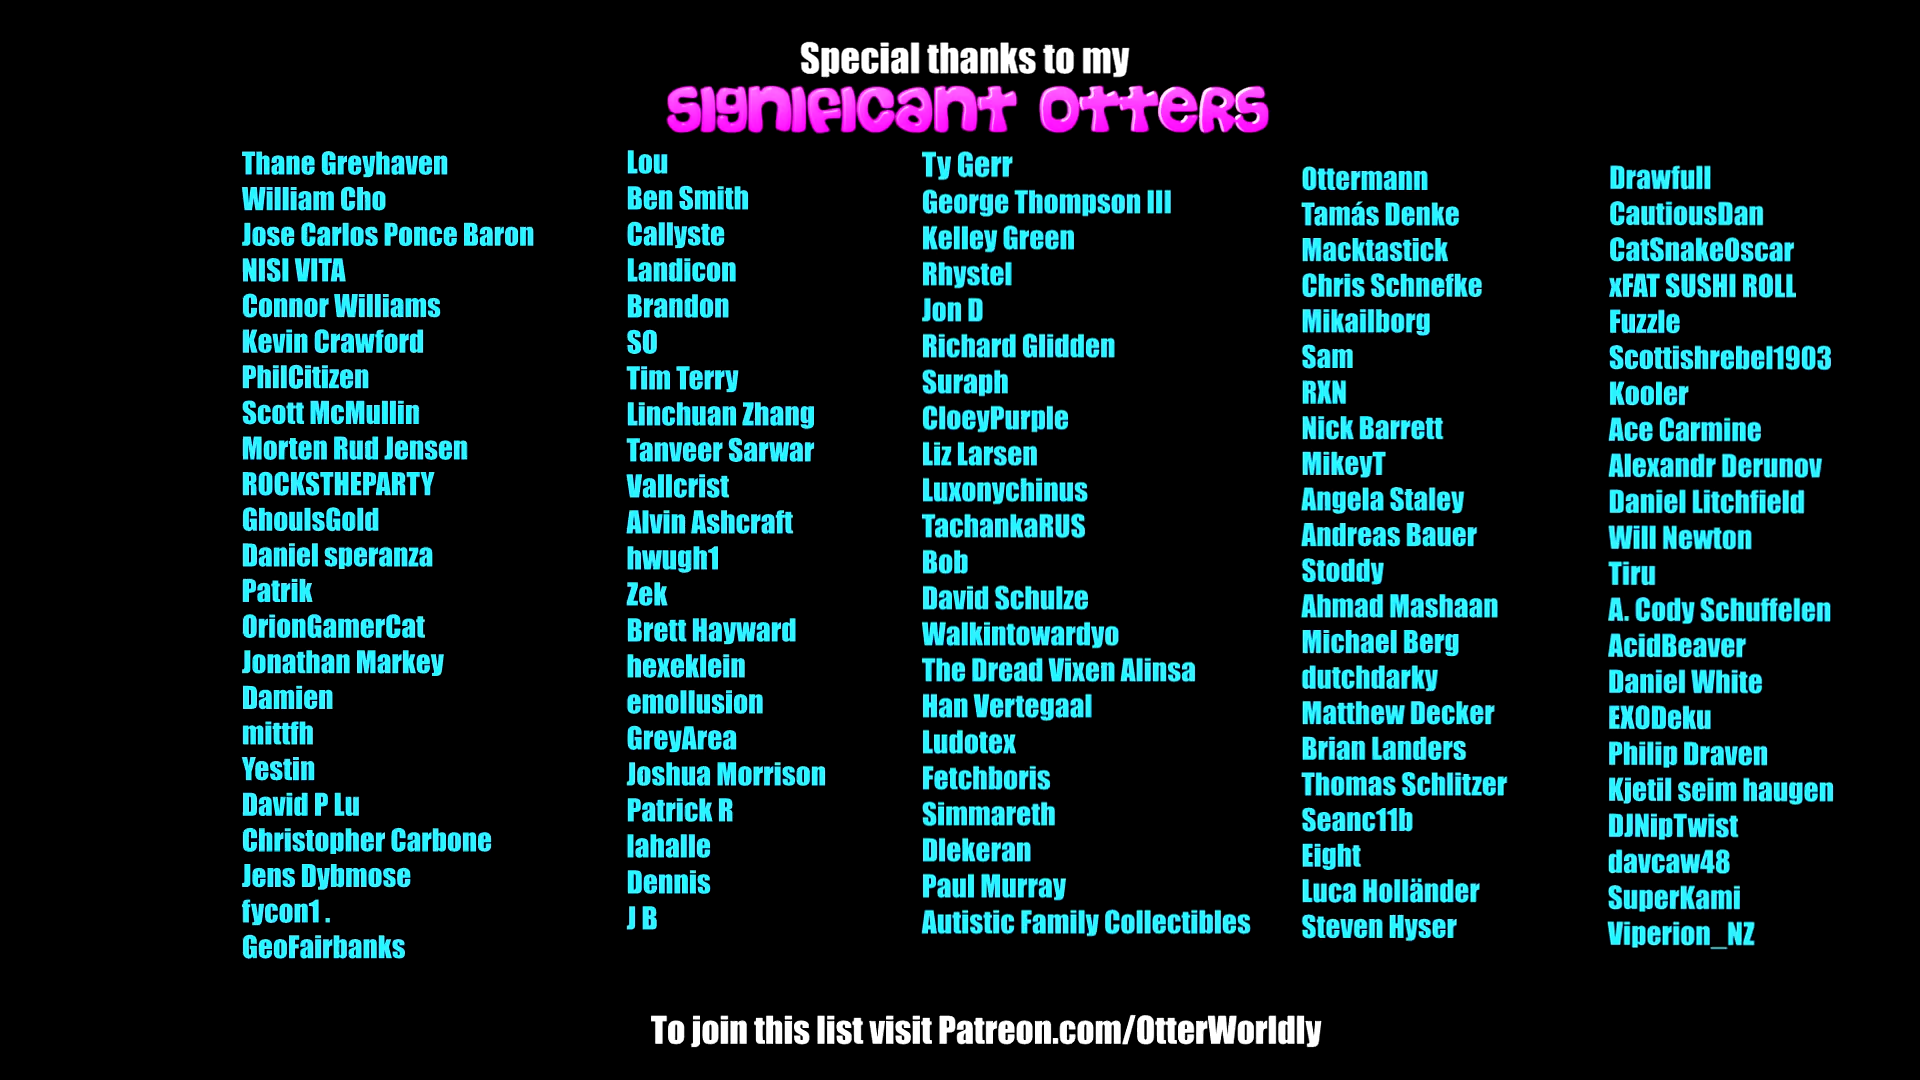 Special thanks to my
SIGNIFICANT OTTERS
Thane Greyhaven
William Cho
Jose Carlos Ponce Baron
NISI VITA
Connor Williams
Kevin Crawford
PhilCitizen
Scott McMullin
Morten Rud Jensen
ROCKSTHEPARTY
GhoulsGold
Daniel speranza
Patrik
OrionGamerCat
Jonathan Markey
Damien
mittfh
Yestin
David P Lu
Christopher Carbone
Jens Dybmose
fycon1 .
GeoFairbanks
Lou
Ben Smith
Callyste
Landicon
Brandon
SO
Tim Terry
Linchuan Zhang
Tanveer Sarwar
Vallcrist
Alvin Ashcraft
hwugh1
Zek
Brett Hayward
hexeklein
emollusion
GreyArea
Joshua Morrison
Patrick R
lahalle
Dennis
J B
Ty Gerr
George Thompson III
Kelley Green
Rhystel
Jon D
Richard Glidden
Suraph
CloeyPurple
Liz Larsen
Luxonychinus
TachankaRUS
Bob
David Schulze
Walkintowardyo
The Dread Vixen Alinsa
Han Vertegaal
Ludotex
Fetchboris
Simmareth
Dlekeran
Paul Murray
Autistic Family Collectibles
Ottermann
Tamás Denke
Macktastick
Chris Schnefke
Mikailborg
Sam
RXN
Nick Barrett
MikeyT
Angela Staley
Andreas Bauer
Stoddy
Ahmad Mashaan
Michael Berg
dutchdarky
Matthew Decker
Brian Landers
Thomas Schlitzer
Seanc11b
Eight
Luca Holländer
Steven Hyser
Drawfull
CautiousDan
CatSnakeOscar
xFAT SUSHI ROLL
Fuzzle
Scottishrebel1903
Kooler
Ace Carmine
Alexandr Derunov
Daniel Litchfield
Will Newton
Tiru
A. Cody Schuffelen
AcidBeaver
Daniel White
EXODeku
Philip Draven
Kjetil seim haugen
DJNipTwist
davcaw48
SuperKami
Viperion_NZ
To join this list visit Patreon.com/OtterWorldly